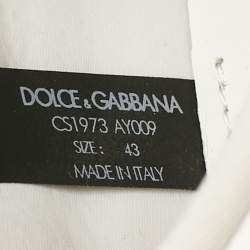 DOLCE & GABBANA
CS1973 AY009
SIZE: 43
MADE IN ITALY